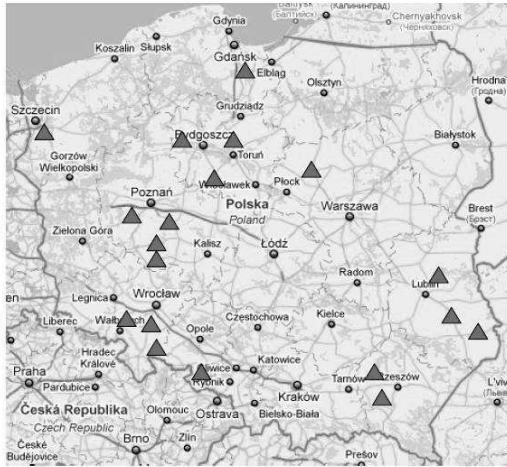 Gdynia
(Калининград)
Chernyakhovsk
(Черняховск)
Koszalin
Słupsk
Gdańsk
Elbląg
Olsztyn
Hrodna
(Гродна)
Szczecin
Grudziądz
Bydgoszcz
Toruń
Białystok
Gorzów
Wielkopolski
Włocławek
Płock
Poznań
Polska
Poland
Warszawa
Brest
(Брэст)
Zielona Góra
Kalisz
Łódź
Radom
Lublin
Legnica
Wrocław
Wałbrzych
Opole
Częstochowa
Kielce
Liberec
Hradec
Králové
Praha
Pardubice
Gliwice
Katowice
Rybnik
Kraków
Tarnów
Rzeszów
L'viv
Česká Republika
Czech Republic
Olomouc
Ostrava
Bielsko-Biała
Brno
Zlín
České
Budějovice
Prešov